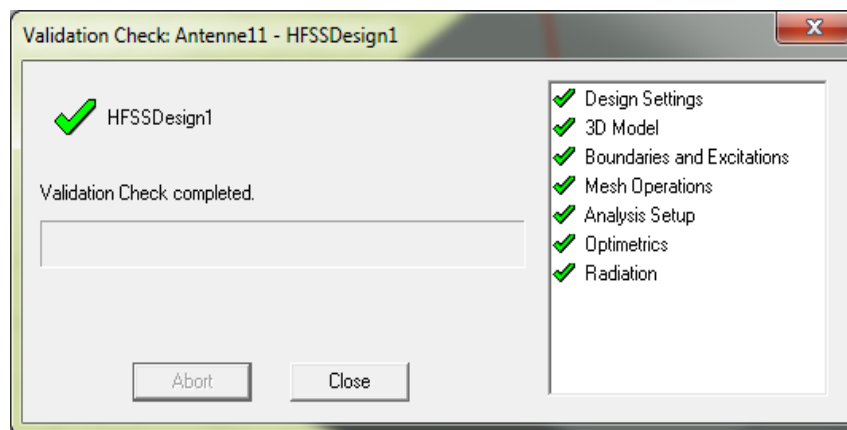 Validation Check: Antenne11 - HFSSDesign1
HFSSDesign1
Validation Check completed.
Abort
Close
Design Settings
3D Model
Boundaries and Excitations
Mesh Operations
Analysis Setup
Optimetrics
Radiation